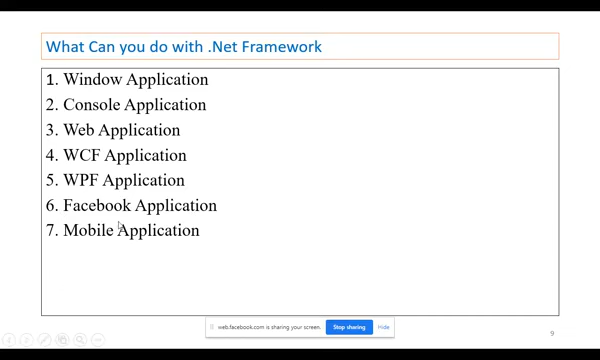 What Can you do with .Net Framework
1. Window Application
2. Console Application
3. Web Application
4. WCF Application
5. WPF Application
6. Facebook Application
7. Mobile Application
web.facebook.com is sharing your screen. Stop sharing Hide
9